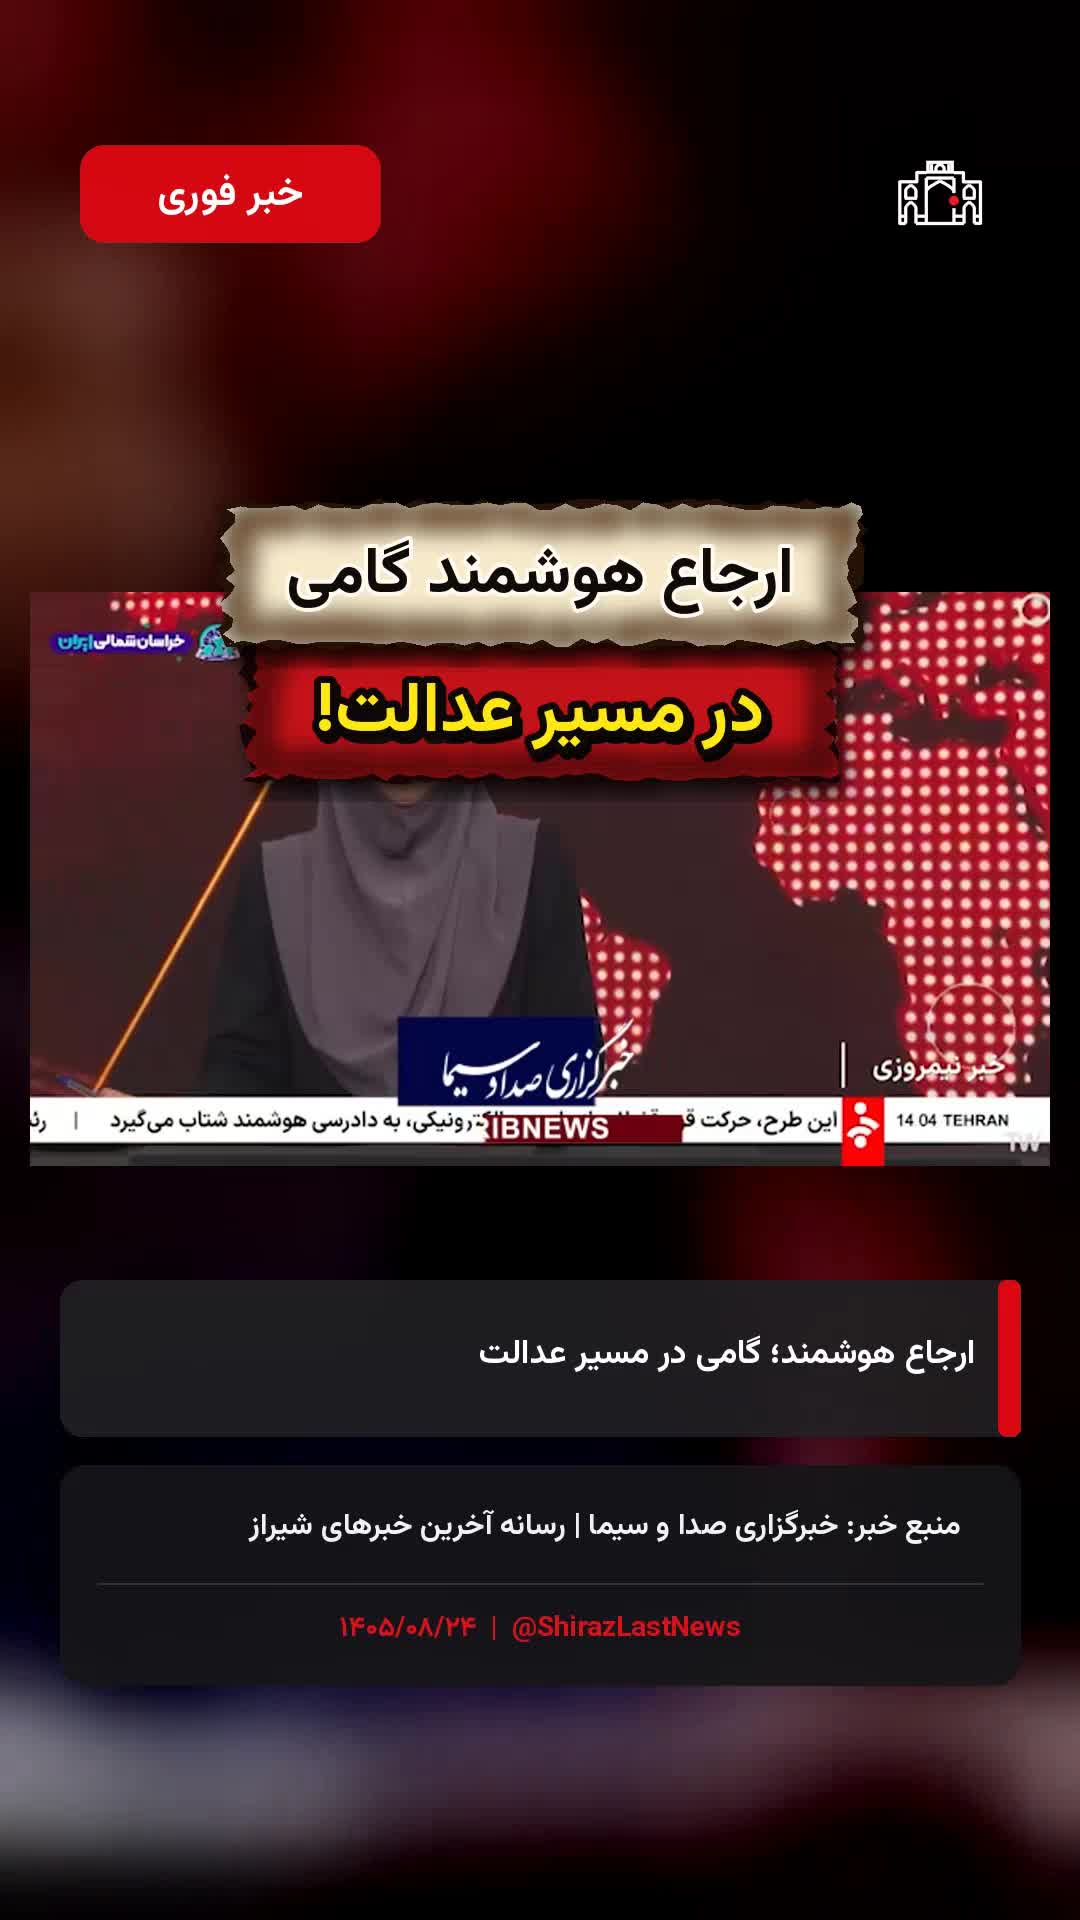 خبر فوری
ارجاع هوشمند گامی
در مسیر عدالت!
خراسان‌شمالی ایران
خبرگزاری صدا و سیما
IRIBNEWS
خبر نیمروزی
14 04 TEHRAN
این طرح، حرکت
رونیکی، به دادرسی هوشمند شتاب می‌گیرد |
TW
ارجاع هوشمند؛ گامی در مسیر عدالت
منبع خبر: خبرگزاری صدا و سیما | رسانه آخرین خبرهای شیراز
@ShirazLastNews | ۱۴۰۵/۰۸/۲۴